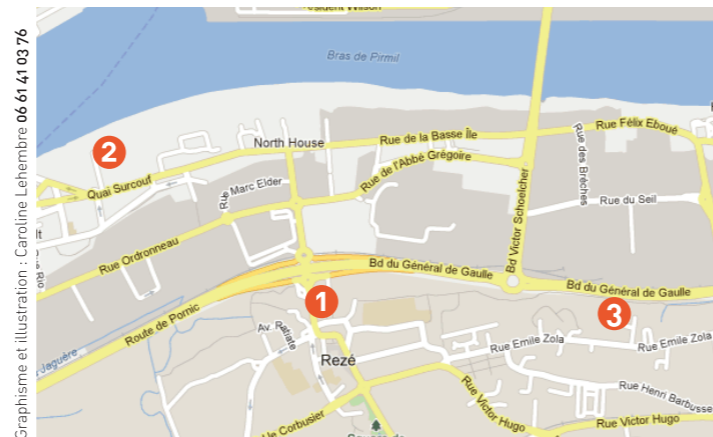 Graphisme et illustration : Caroline Lehembre 06 61 41 03 76
Bras de Pirmil
2
North House
Rue de la Basse Île
Rue Félix Eboué
Quai Surcouf
Rue Marc Elder
Rue de l'Abbé Grégoire
Rue des Brèches
Bd Victor Schoelcher
Rue du Seil
Rue Ordronneau
Bd du Général de Gaulle
Bd du Général de Gaulle
1
3
Route de Pornic
Jaguère
Av. Ratiate
Rezé
Rue Emile Zola
Rue Emile Zola
Rue Henri Barbusse
Le Corbusier
Rue Victor Hugo
Rue Victor Hugo